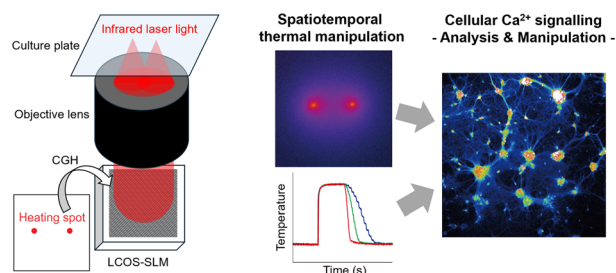 Culture plate
Infrared laser light
Objective lens
CGH
Heating spot
LCOS-SLM
Spatiotemporal
thermal manipulation
Temperature
Time (s)
Cellular Ca²⁺ signalling
- Analysis & Manipulation -